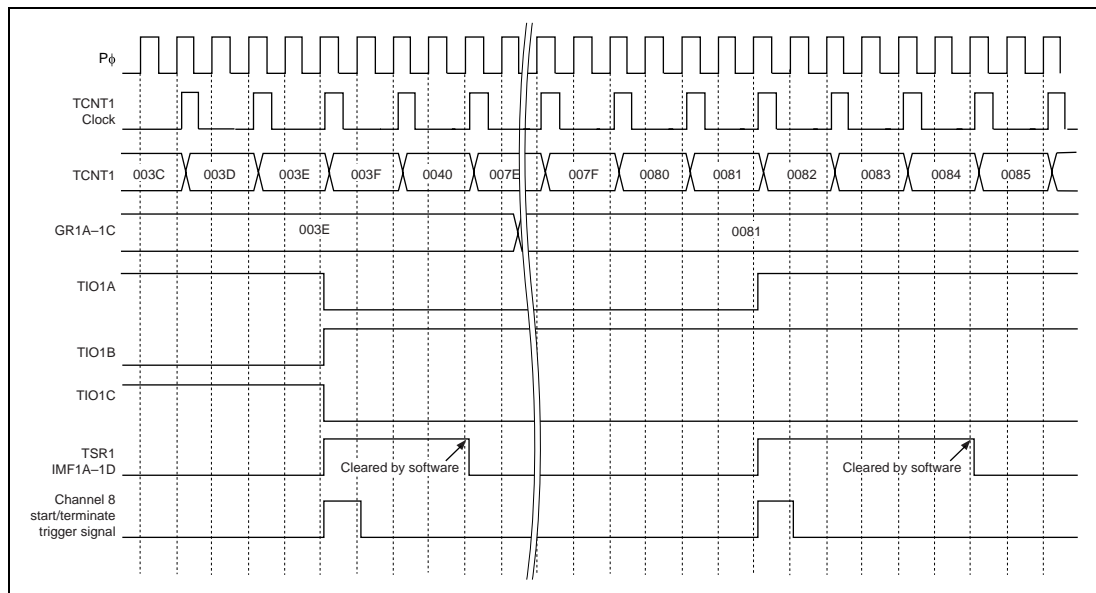 Pϕ
TCNT1
Clock
TCNT1
003C 003D 003E 003F 0040 007E 007F 0080 0081 0082 0083 0084 0085
GR1A–1C
003E 0081
TIO1A
TIO1B
TIO1C
TSR1
IMF1A–1D
Cleared by software Cleared by software
Channel 8
start/terminate
trigger signal